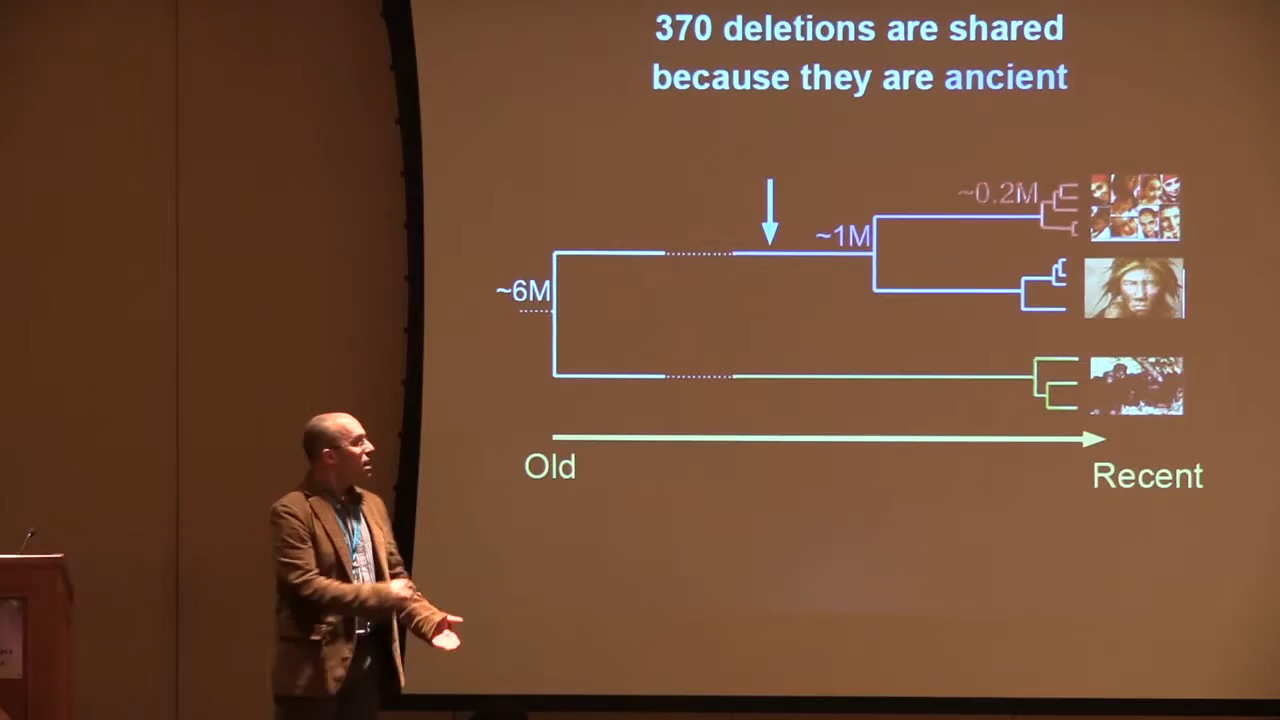 370 deletions are shared
because they are ancient
~0.2M
~1M
~6M
Old
Recent